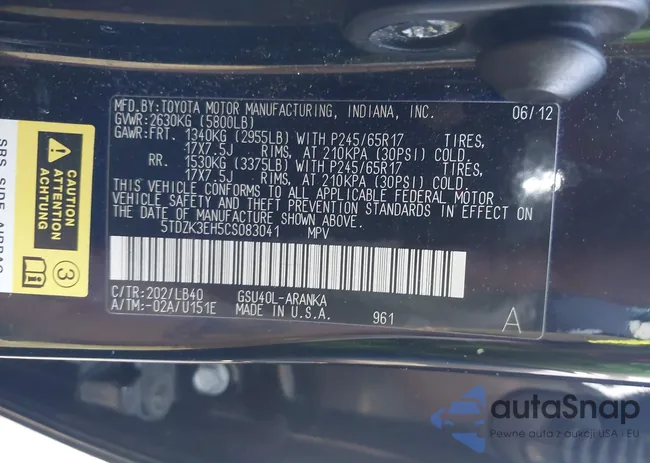 MFD.BY:TOYOTA MOTOR MANUFACTURING, INDIANA, INC. 06/12
GVWR:2630KG (5800LB)
GAWR:FRT. 1340KG (2955LB) WITH P245/65R17 TIRES,
17X7.5J RIMS, AT 210KPA (30PSI) COLD.
RR. 1530KG (3375LB) WITH P245/65R17 TIRES,
17X7.5J RIMS, AT 210KPA (30PSI) COLD.
THIS VEHICLE CONFORMS TO ALL APPLICABLE FEDERAL MOTOR
VEHICLE SAFETY AND THEFT PREVENTION STANDARDS IN EFFECT ON
THE DATE OF MANUFACTURE SHOWN ABOVE.
5TDZK3EH5CS083041 MPV
C/TR:202/LB40 GSU40L-ARANKA
A/TM:-02A/U151E MADE IN U.S.A. 961 A
CAUTION
ATTENTION
ACHTUNG
3
SRS SIDE AIRBAG
autaSnap
Pewne auta z aukcji USA i EU